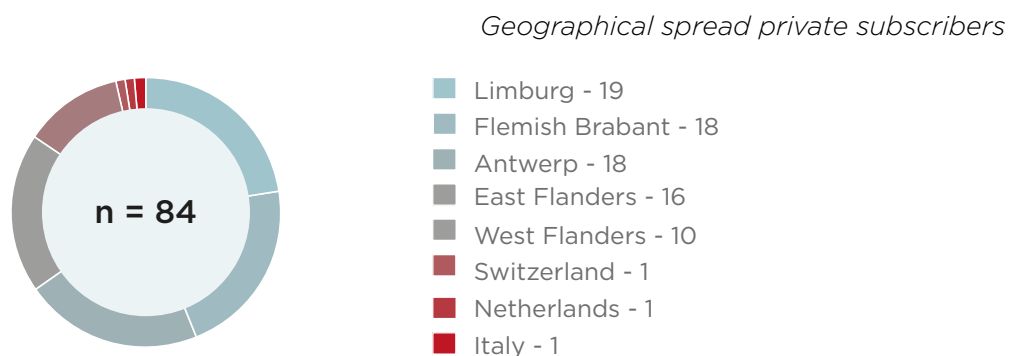 Geographical spread private subscribers
n = 84
Limburg - 19
Flemish Brabant - 18
Antwerp - 18
East Flanders - 16
West Flanders - 10
Switzerland - 1
Netherlands - 1
Italy - 1